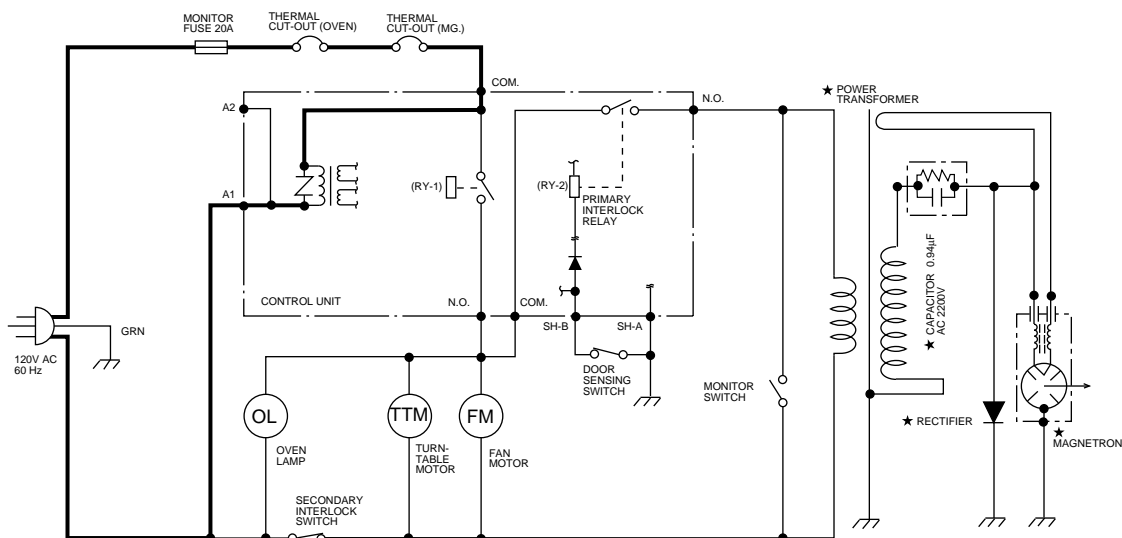 MONITOR
FUSE 20A
THERMAL
CUT-OUT (OVEN)
THERMAL
CUT-OUT (MG.)
COM.
A2
N.O.
★ POWER
TRANSFORMER
A1
(RY-1)
(RY-2)
PRIMARY
INTERLOCK
RELAY
★ CAPACITOR 0.94µF
AC 2200V
CONTROL UNIT
N.O.
COM.
SH-B
SH-A
GRN
120V AC
60 Hz
DOOR
SENSING
SWITCH
MONITOR
SWITCH
OL
TTM
FM
OVEN
LAMP
TURN-
TABLE
MOTOR
FAN
MOTOR
★ RECTIFIER
★
MAGNETRON
SECONDARY
INTERLOCK
SWITCH